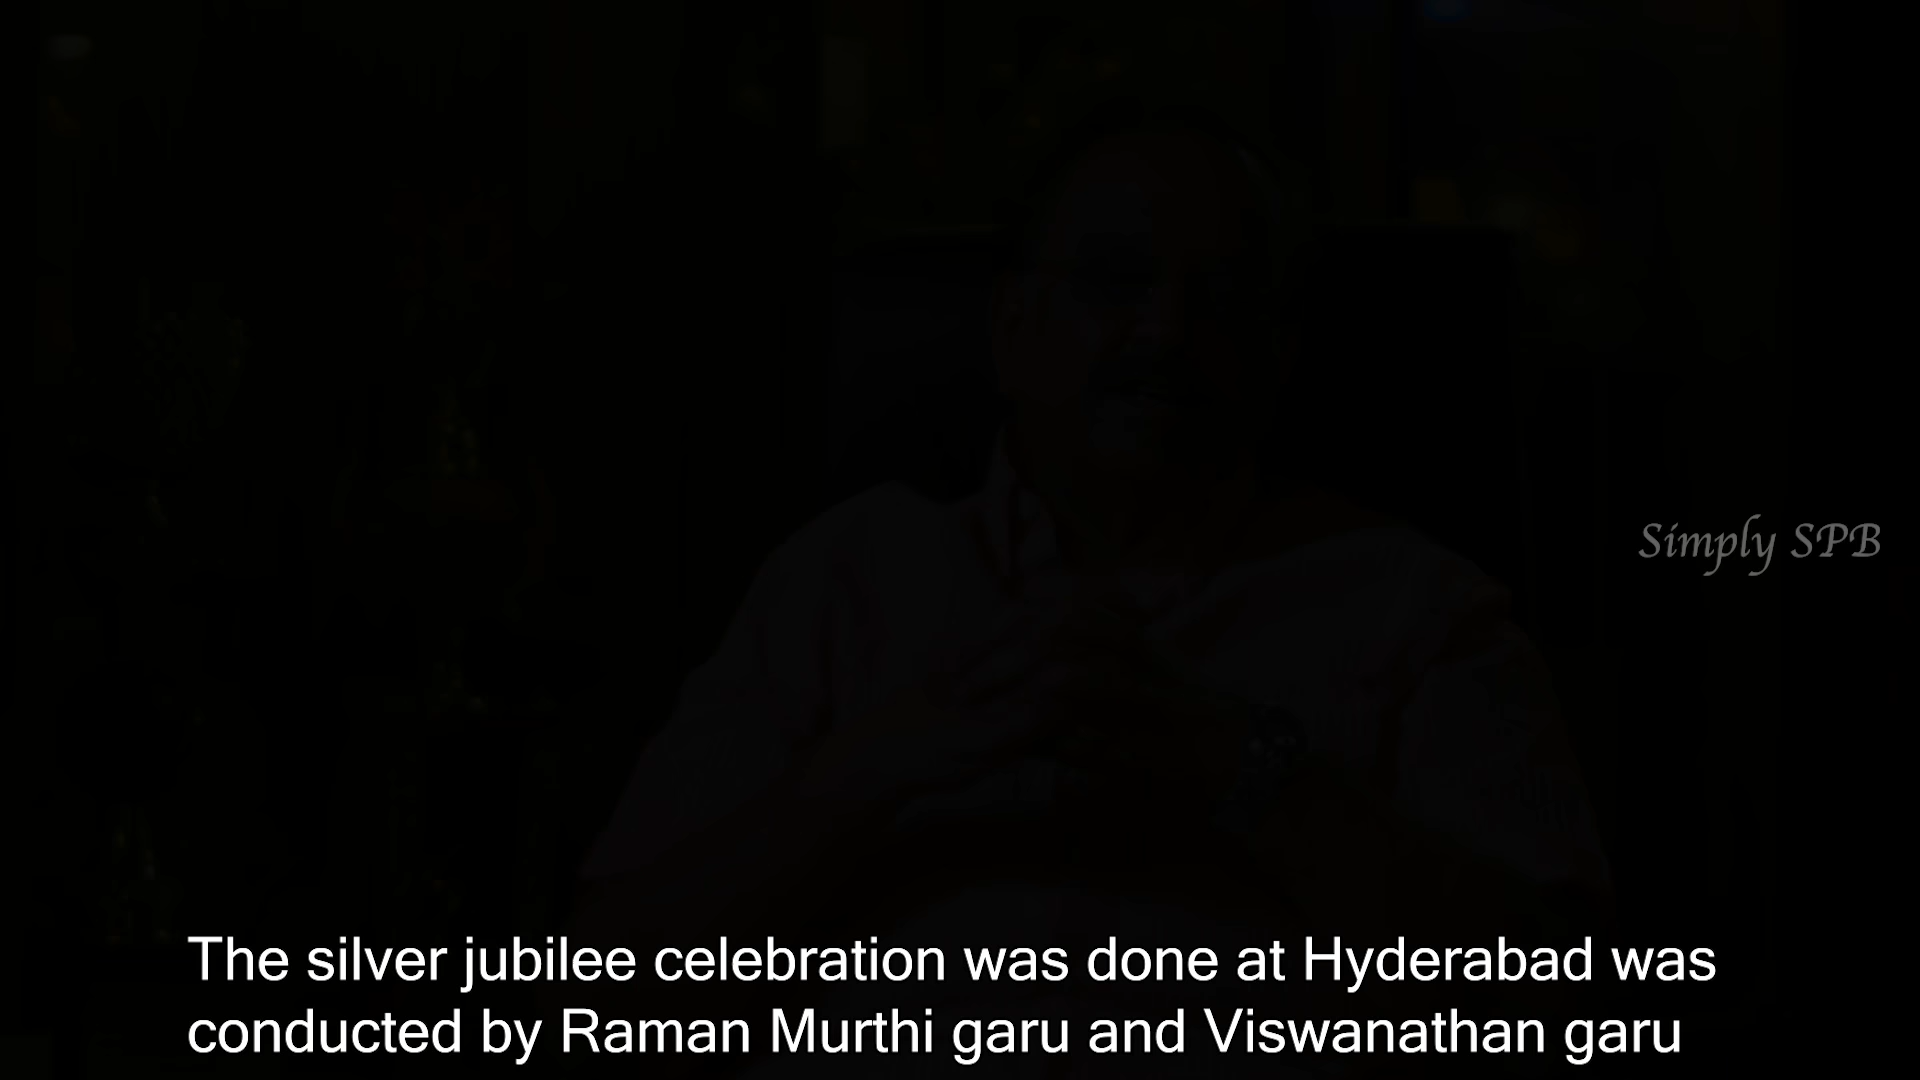 Simply SPB
The silver jubilee celebration was done at Hyderabad was
conducted by Raman Murthi garu and Viswanathan garu